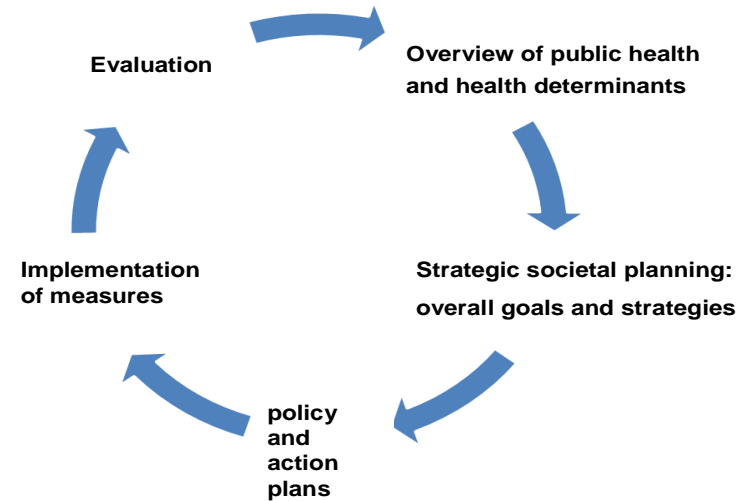 Evaluation
Overview of public health
and health determinants
Strategic societal planning:
overall goals and strategies
policy
and
action
plans
Implementation
of measures